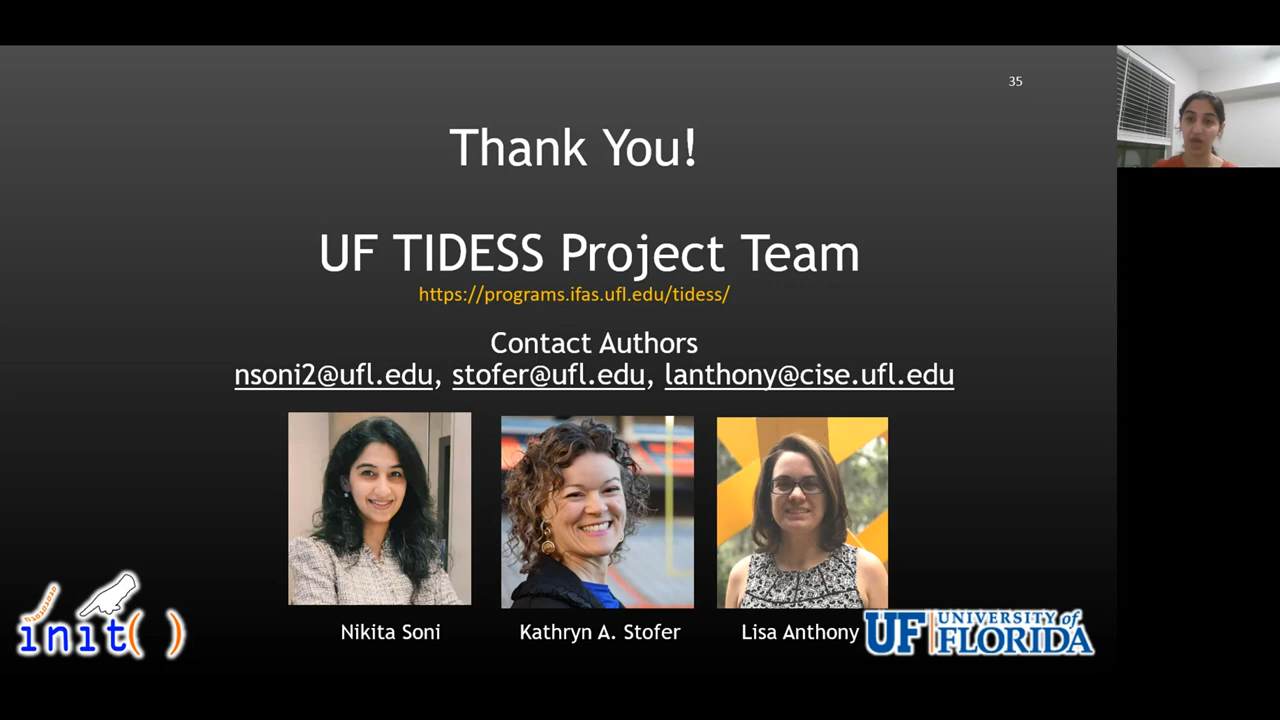 35
Thank You!
UF TIDESS Project Team
https://programs.ifas.ufl.edu/tidess/
Contact Authors
nsoni2@ufl.edu, stofer@ufl.edu, lanthony@cise.ufl.edu
Nikita Soni
Kathryn A. Stofer
Lisa Anthony
init( )
UF UNIVERSITY of
FLORIDA